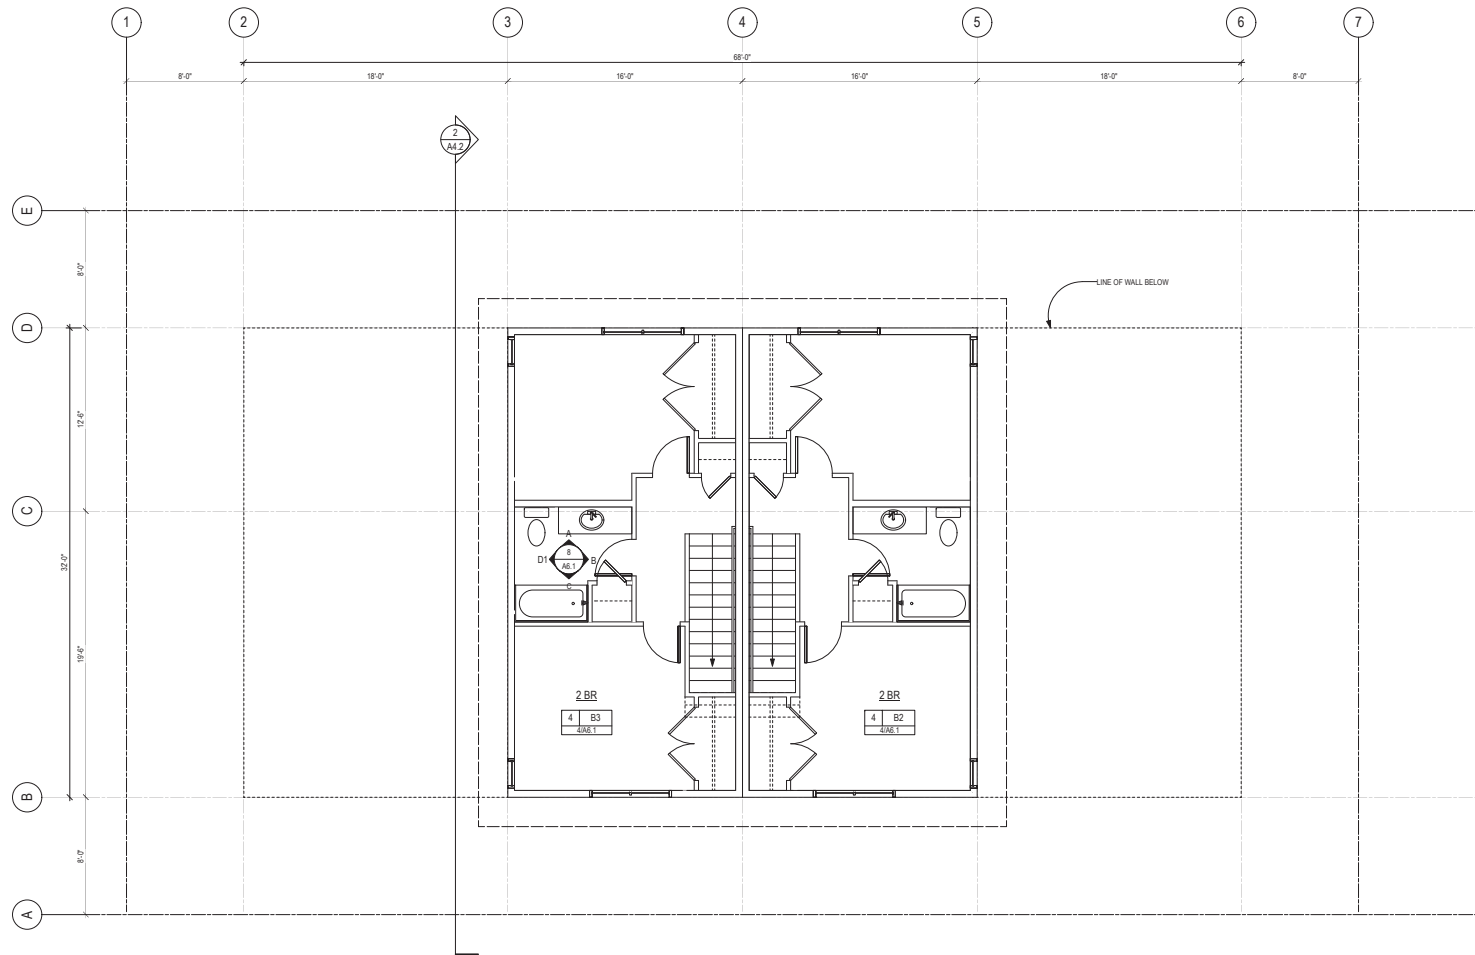 1 2 3 4 5 6 7
68'-0"
8'-0" 18'-0" 16'-0" 16'-0" 18'-0" 8'-0"
2
A4.2
E
8'-0"
LINE OF WALL BELOW
D
12'-6"
C
A
8
D1 B
A6.1
C
32'-0"
19'-6"
2 BR 2 BR
4 B3 4 B2
4/A6.1 4/A6.1
B
8'-0"
A